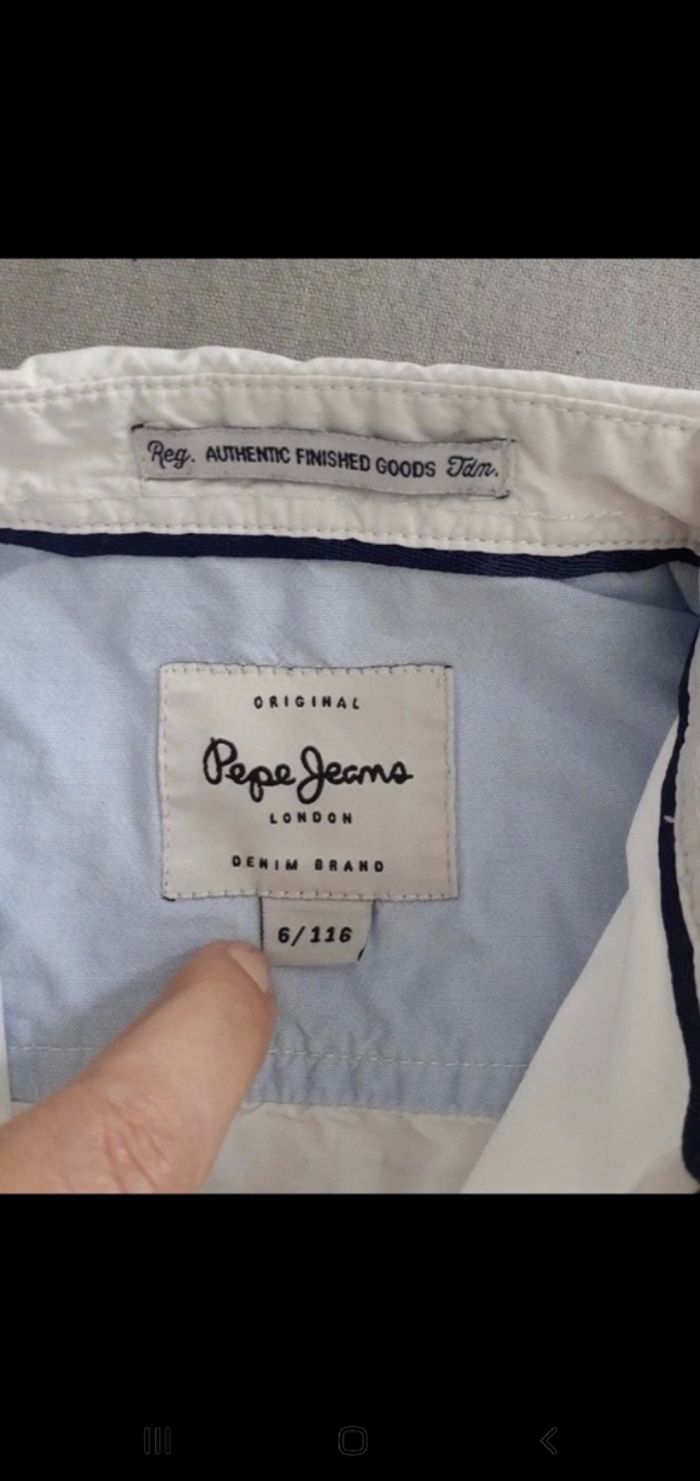 Reg. AUTHENTIC FINISHED GOODS Tdm.
ORIGINAL
Pepe Jeans
LONDON
DENIM BRAND
6/116